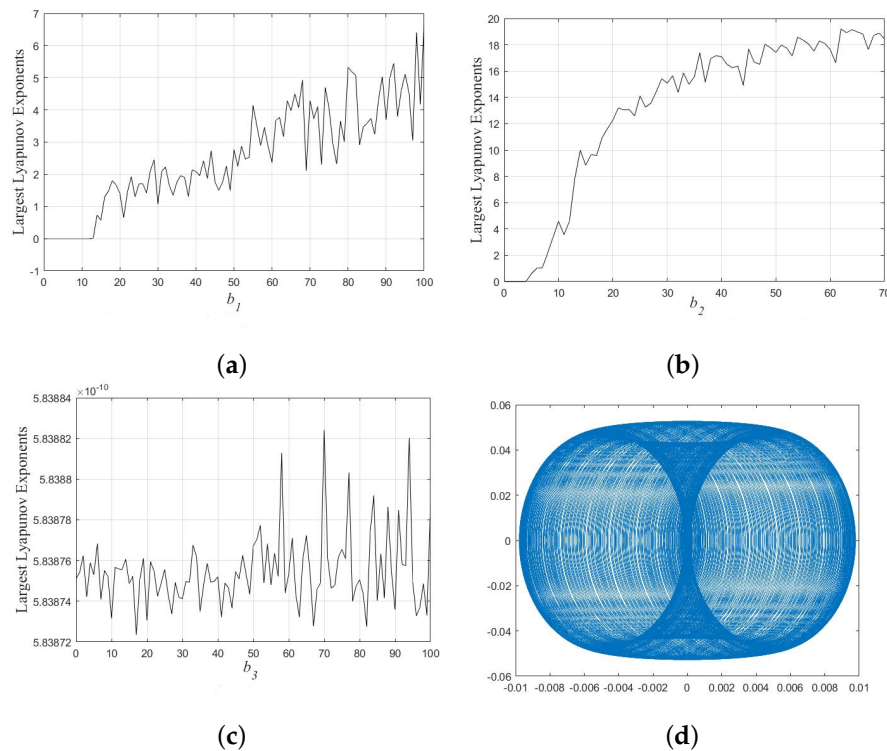 7
6
5
4
3
2
1
0
-1
Largest Lyapunov Exponents
0 10 20 30 40 50 60 70 80 90 100
b1
(a)
20
18
16
14
12
10
8
6
4
2
0
Largest Lyapunov Exponents
0 10 20 30 40 50 60 70
b2
(b)
×10-10
5.83884
5.83882
5.8388
5.83878
5.83876
5.83874
5.83872
Largest Lyapunov Exponents
0 10 20 30 40 50 60 70 80 90 100
b3
(c)
0.06
0.04
0.02
0
-0.02
-0.04
-0.06
-0.01 -0.008 -0.006 -0.004 -0.002 0 0.002 0.004 0.006 0.008 0.01
(d)